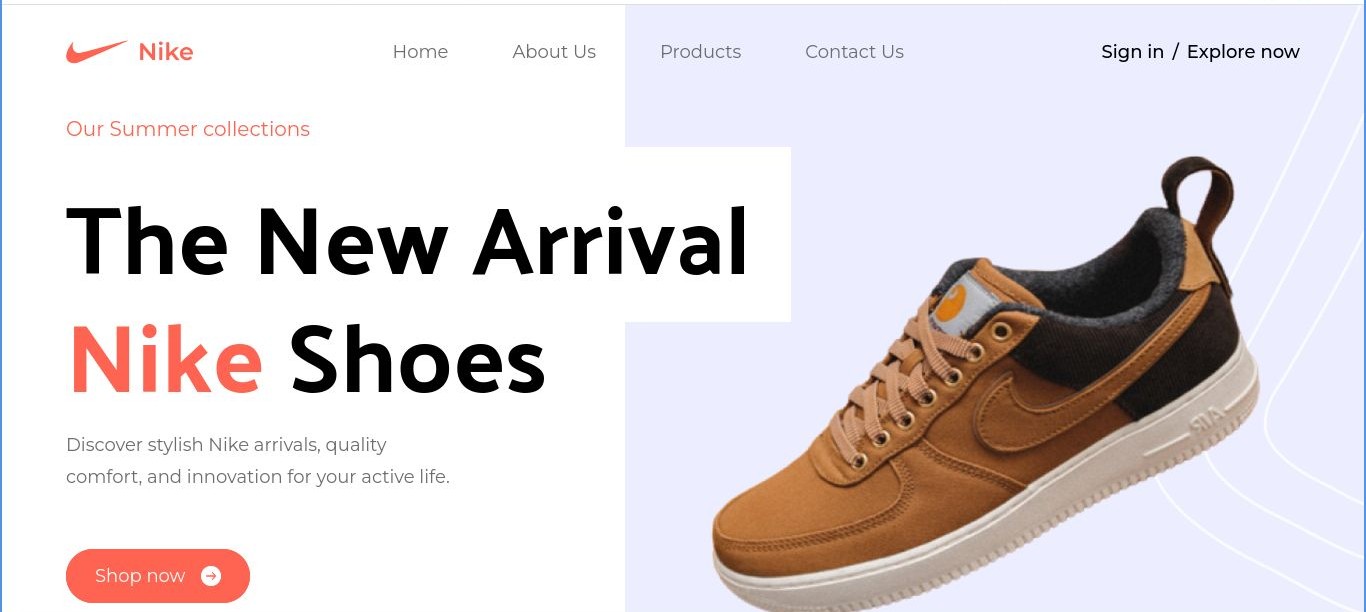 Nike
Home
About Us
Products
Contact Us
Sign in / Explore now
Our Summer collections
The New Arrival
Nike Shoes
Discover stylish Nike arrivals, quality
comfort, and innovation for your active life.
Shop now
AIR